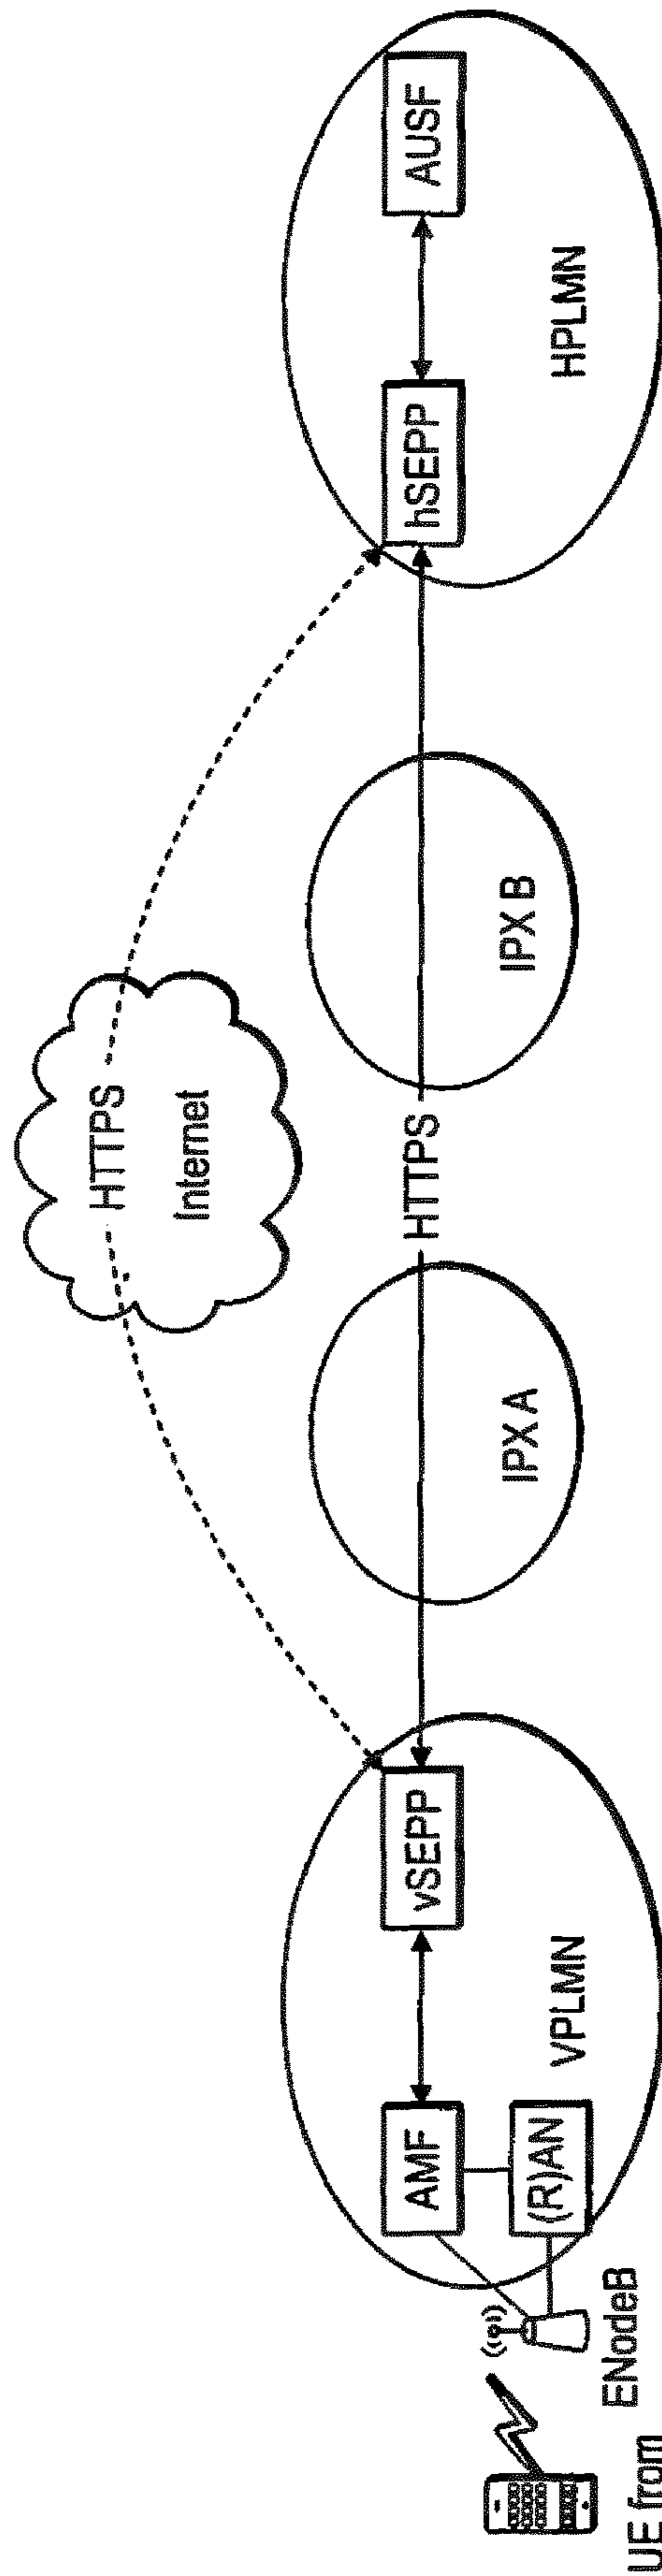 HTTPS
Internet
AMF
vSEPP
HTTPS
hSEPP
AUSF
(R)AN
VPLMN
IPX A
IPX B
HPLMN
ENodeB
UE from